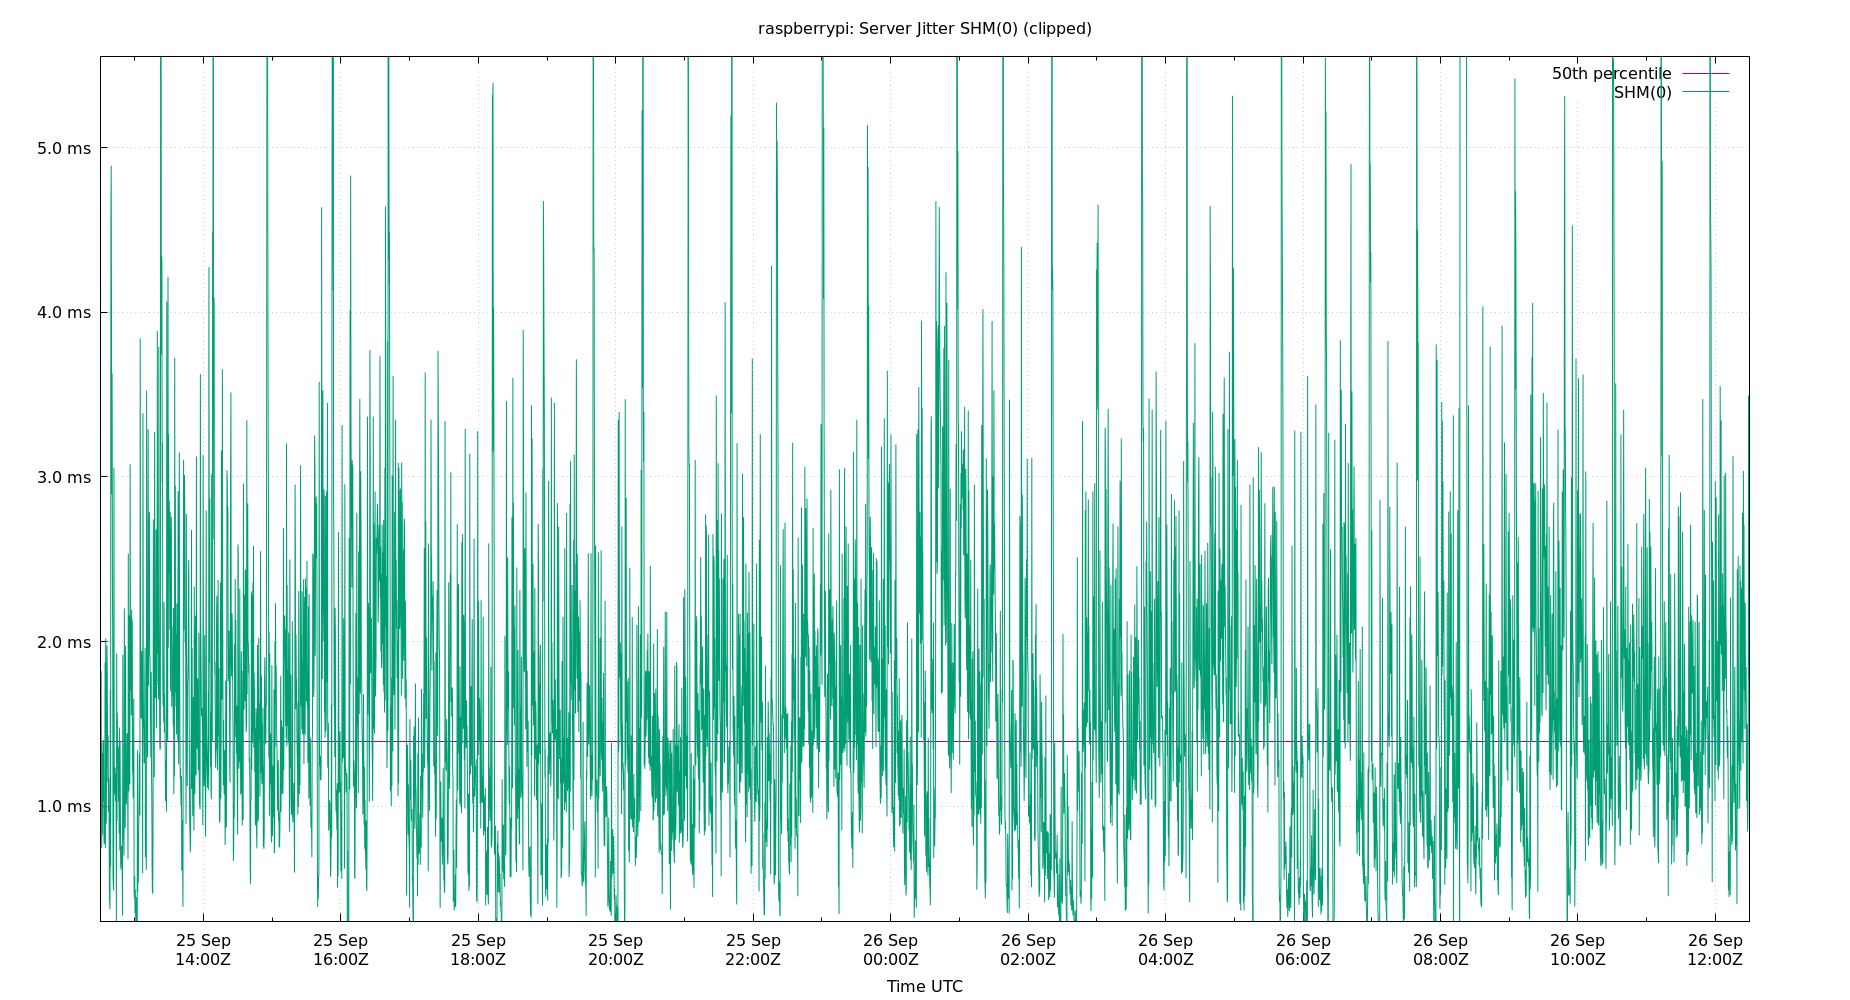 raspberrypi: Server Jitter SHM(0) (clipped)
50th percentile
SHM(0)
5.0 ms
4.0 ms
3.0 ms
2.0 ms
1.0 ms
25 Sep 25 Sep 25 Sep 25 Sep 25 Sep 26 Sep 26 Sep 26 Sep 26 Sep 26 Sep 26 Sep 26 Sep
14:00Z 16:00Z 18:00Z 20:00Z 22:00Z 00:00Z 02:00Z 04:00Z 06:00Z 08:00Z 10:00Z 12:00Z
Time UTC